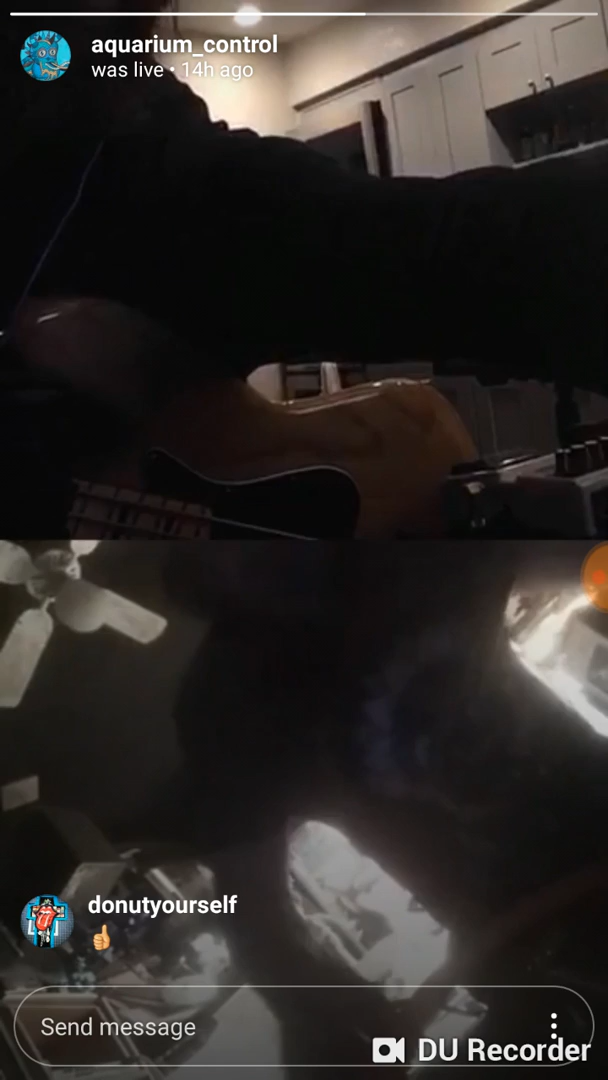 aquarium_control
was live • 14h ago
donutyourself
👍
Send message
DU Recorder